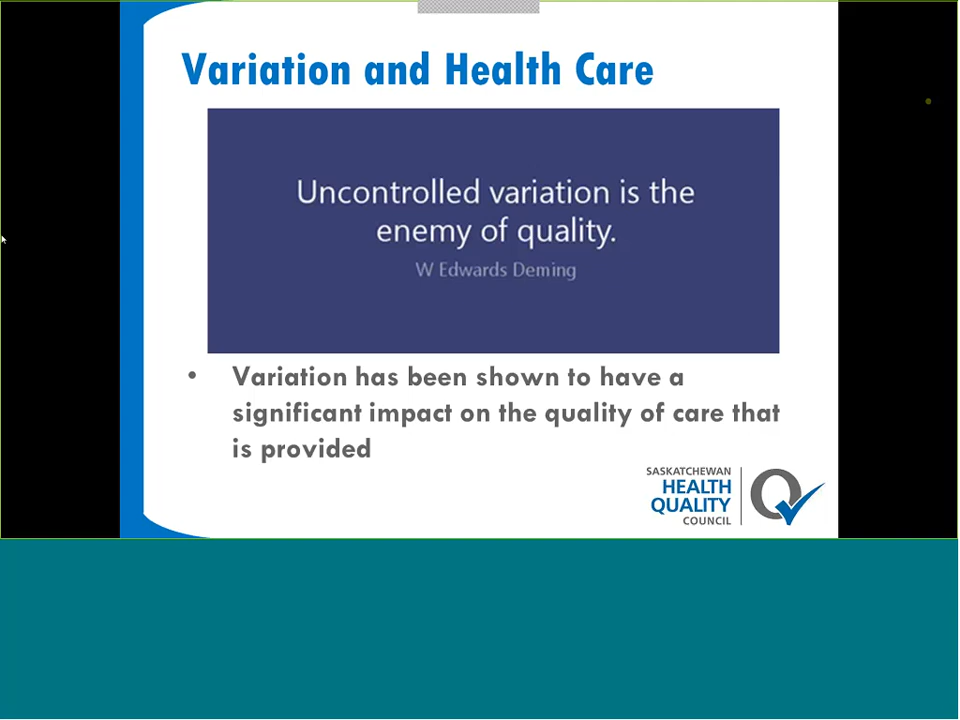 Variation and Health Care
Uncontrolled variation is the
enemy of quality.
W Edwards Deming
• Variation has been shown to have a
significant impact on the quality of care that
is provided
SASKATCHEWAN
HEALTH
QUALITY
COUNCIL